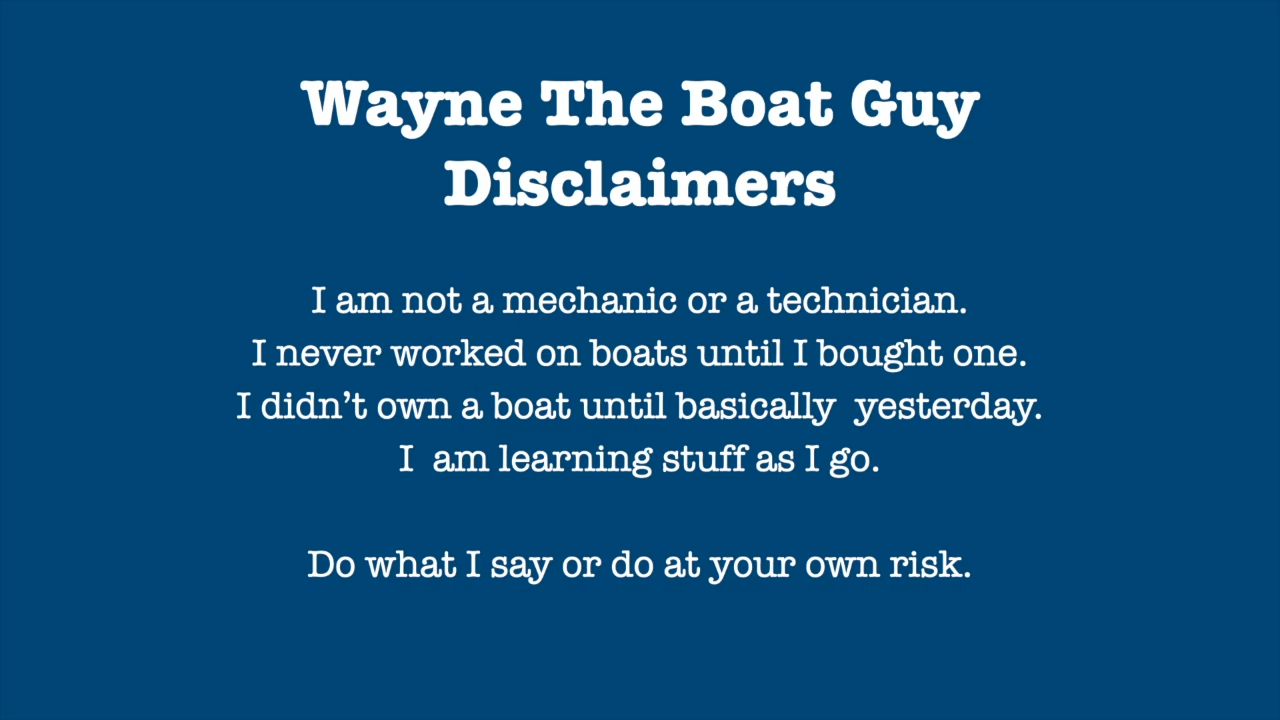 Wayne The Boat Guy
Disclaimers
I am not a mechanic or a technician.
I never worked on boats until I bought one.
I didn’t own a boat until basically  yesterday.
I  am learning stuff as I go.
Do what I say or do at your own risk.